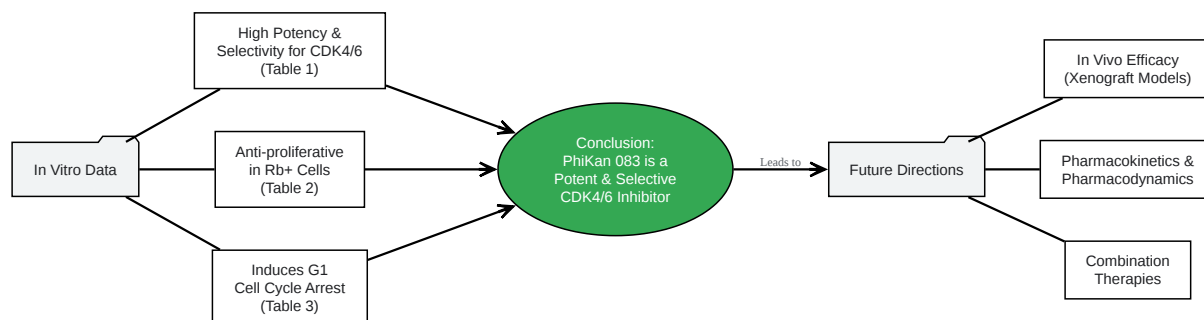 High Potency &
Selectivity for CDK4/6
(Table 1)
In Vitro Data
Anti-proliferative
in Rb+ Cells
(Table 2)
Induces G1
Cell Cycle Arrest
(Table 3)
Conclusion:
PhiKan 083 is a
Potent & Selective
CDK4/6 Inhibitor
Leads to
Future Directions
In Vivo Efficacy
(Xenograft Models)
Pharmacokinetics &
Pharmacodynamics
Combination
Therapies